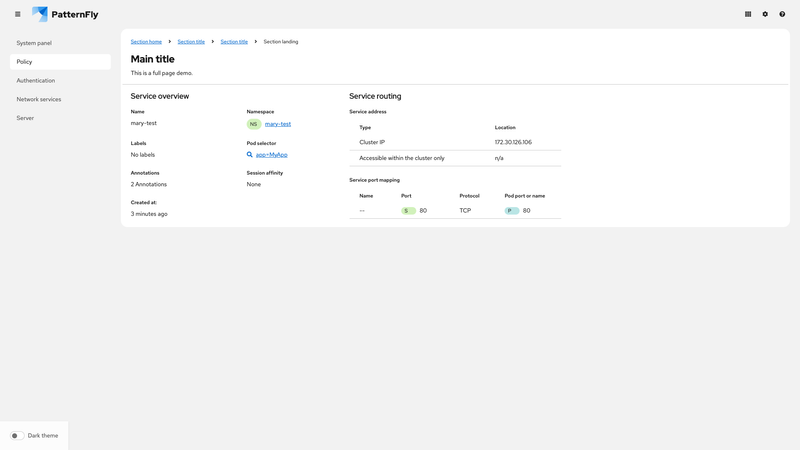 PatternFly
System panel
Policy
Authentication
Network services
Server
Section home > Section title > Section title > Section landing
Main title
This is a full page demo.
Service overview
Name
mary-test
Namespace
NS mary-test
Labels
No labels
Pod selector
app=MyApp
Annotations
2 Annotations
Session affinity
None
Created at:
3 minutes ago
Service routing
Service address
Type Location
Cluster IP 172.30.126.106
Accessible within the cluster only n/a
Service port mapping
Name Port Protocol Pod port or name
-- S 80 TCP P 80
Dark theme